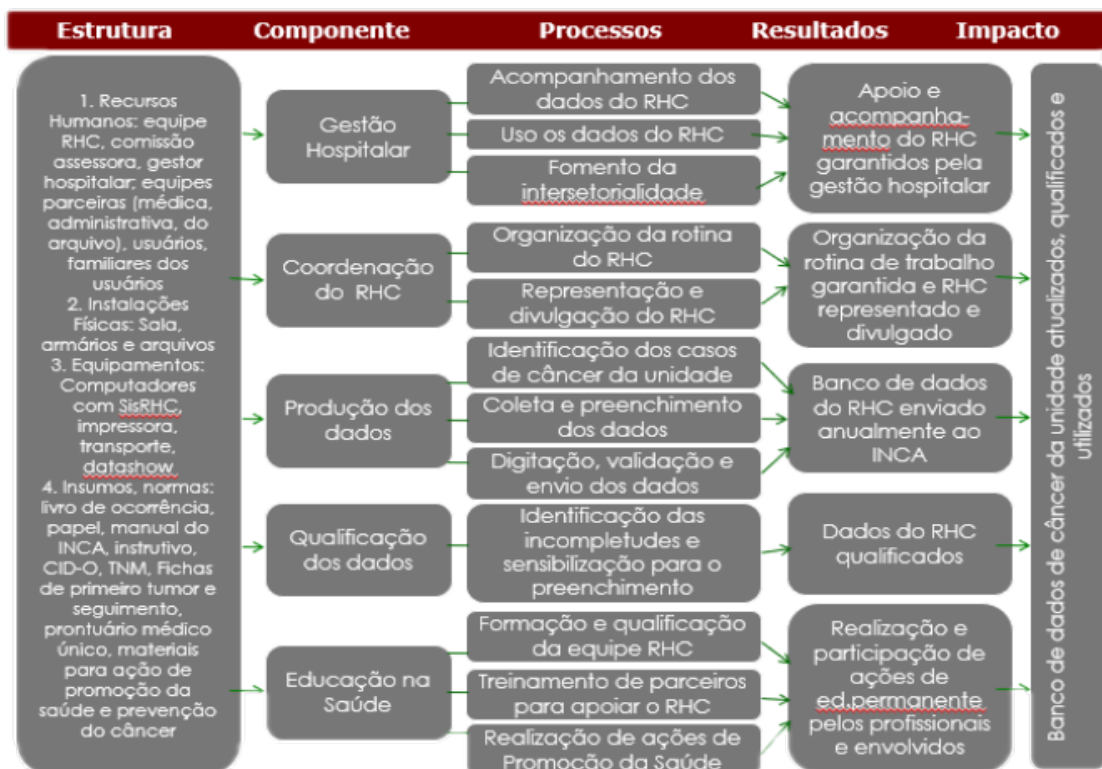 Estrutura Componente Processos Resultados Impacto
1. Recursos
Humanos: equipe
RHC, comissão
assessora, gestor
hospitalar; equipes
parceiras (médica,
administrativa, do
arquivo), usuários,
familiares dos
usuários
2. Instalações
Físicas: Sala,
armários e arquivos
3. Equipamentos:
Computadores
com SisRHC,
impressora,
transporte,
datashow
4. Insumos, normas:
livro de ocorrência,
papel, manual do
INCA, instrutivo,
CID-O, TNM, Fichas
de primeiro tumor e
seguimento,
prontuário médico
único, materiais
para ação de
promoção da
saúde e prevenção
do câncer
Gestão
Hospitalar
Acompanhamento dos
dados do RHC
Uso os dados do RHC
Fomento da
intersetorialidade
Apoio e
acompanha-
mento do RHC
garantidos pela
gestão hospitalar
Coordenação
do RHC
Organização da rotina
do RHC
Representação e
divulgação do RHC
Organização da
rotina de trabalho
garantida e RHC
representado e
divulgado
Produção dos
dados
Identificação dos casos
de câncer da unidade
Coleta e preenchimento
dos dados
Digitação, validação e
envio dos dados
Banco de dados
do RHC enviado
anualmente ao
INCA
Qualificação
dos dados
Identificação das
incompletudes e
sensibilização para o
preenchimento
Dados do RHC
qualificados
Educação na
Saúde
Formação e qualificação
da equipe RHC
Treinamento de parceiros
para apoiar o RHC
Realização de ações de
Promoção da Saúde
Realização e
participação de
ações de
ed.permanente
pelos profissionais
e envolvidos
Banco de dados de câncer da unidade atualizados, qualificados e
utilizados